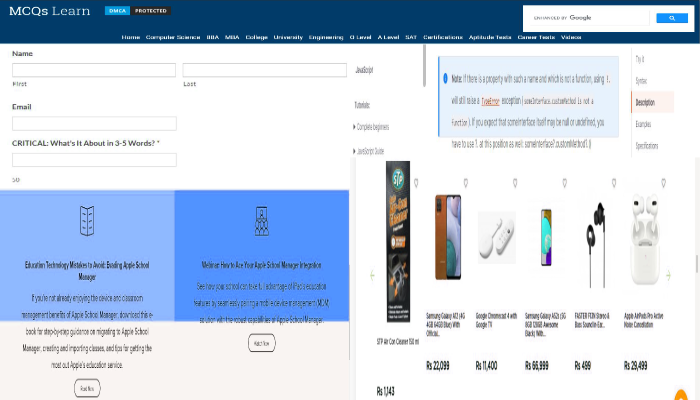 MCQs Learn
DMCA PROTECTED
ENHANCED BY Google
Home Computer Science BBA MBA College University Engineering O Level A Level SAT Certifications Aptitude Tests Career Tests Videos
Name
First
Last
Email
CRITICAL: What's It About in 3-5 Words? *
50
Education Technology Mistakes to Avoid: Evading Apple School
Manager
If you're not already enjoying the device and classroom
management benefits of Apple School Manager, download this e-
book for step-by-step guidance on migrating to Apple School
Manager, creating and importing classes, and tips for getting the
most out Apple's education service.
Read Now
Webinar: How to Ace Your Apple School Manager Integration
See how your school can take full advantage of iPads education
features by seamlessly pairing a mobile device management (MDM)
solution with the robust capabilities of Apple School Manager.
Watch Now
JavaScript
Tutorials:
Complete beginners
JavaScript Guide
Note: If there is a property with such a name and which is not a function, using ?.
will still raise a TypeError exception (someInterface.customMethod is not a
function). If you expect that someInterface itself may be null or undefined, you
have to use ?. at this position as well: someInterface?.customMethod?.()
Try it
Syntax
Description
Examples
Specifications
STP
STP Air Con Cleaner 150 ml
Rs 1,143
Samsung Galaxy A12 (4G
4GB 64GB Blue) With
Official..
Rs 22,099
Google Chromecast 4 with
Google TV
Rs 11,400
Samsung Galaxy A52s (5G
8GB 128GB Awesome
Black) With..
Rs 66,999
FASTER F12N Stereo &
Bass Sound In-Ear..
Rs 499
Apple AirPods Pro Active
Noise Cancellation
Rs 29,499